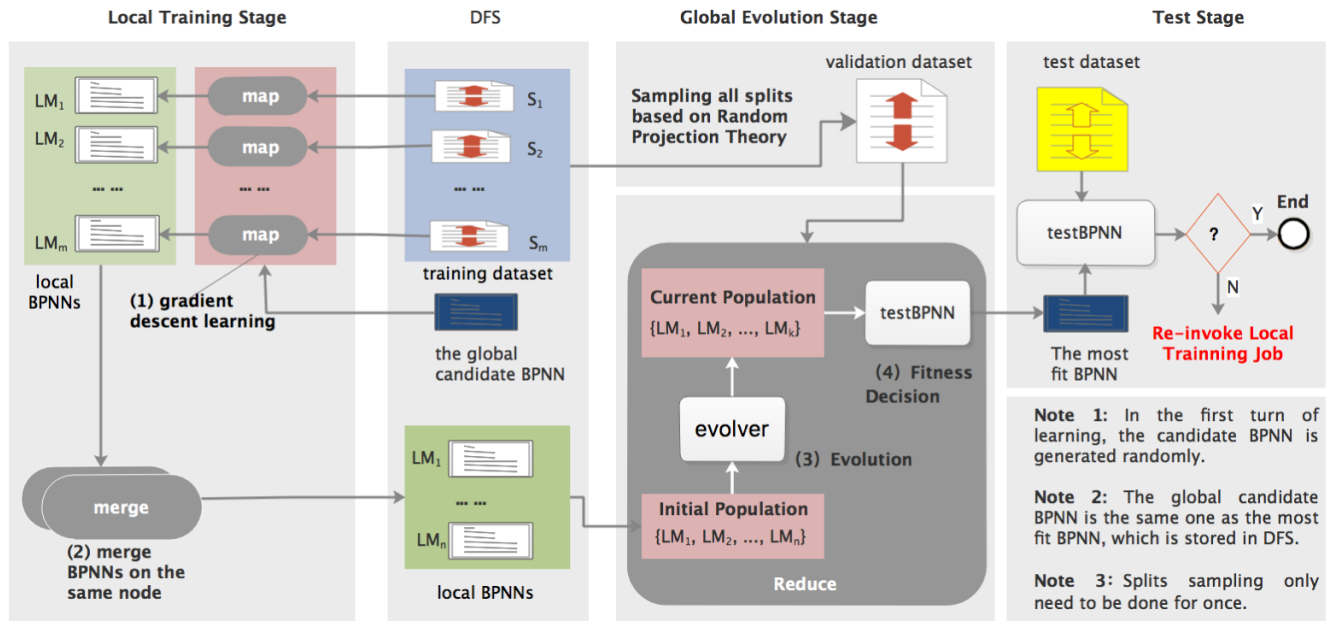 Local Training Stage
DFS
Global Evolution Stage
Test Stage
LM1
map
S1
LM2
map
S2
... ...
... ...
... ...
LMm
map
Sm
local
BPNNs
(1) gradient
descent learning
training dataset
the global
candidate BPNN
merge
(2) merge
BPNNs on the
same node
LM1
... ...
LMn
local BPNNs
Sampling all splits
based on Random
Projection Theory
validation dataset
Current Population
{LM1, LM2, ..., LMk}
testBPNN
(4) Fitness
Decision
evolver
(3) Evolution
Initial Population
{LM1, LM2, ..., LMn}
Reduce
test dataset
testBPNN
?
Y
End
N
The most
fit BPNN
Re-invoke Local
Trainning Job
Note 1: In the first turn of
learning, the candidate BPNN is
generated randomly.
Note 2: The global candidate
BPNN is the same one as the most
fit BPNN, which is stored in DFS.
Note 3: Splits sampling only
need to be done for once.